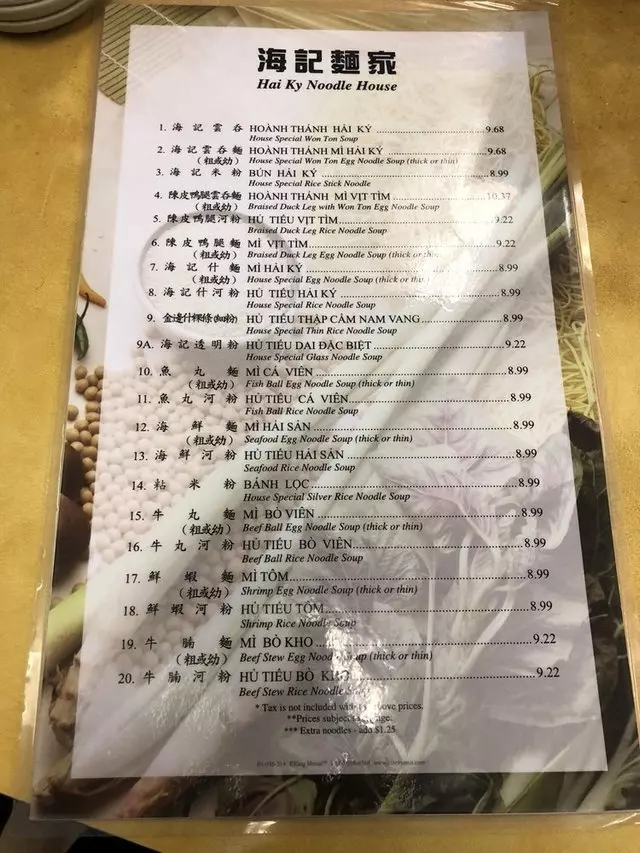 海記麵家
Hai Ky Noodle House
1. 海記雲吞 HOÀNH THÁNH HẢI KÝ 9.68
House Special Won Ton Soup
2. 海記雲吞麵 HOÀNH THÁNH MÌ HẢI KÝ 9.68
(粗或幼) House Special Won Ton Egg Noodle Soup (thick or thin)
3. 海記米粉 BÚN HẢI KÝ 8.99
House Special Rice Stick Noodle
4. 陳皮鴨腿雲吞麵 HOÀNH THÁNH MÌ VỊT TÌM 10.37
(粗或幼) Braised Duck Leg with Won Ton Egg Noodle Soup
5. 陳皮鴨腿河粉 HỦ TIẾU VỊT TÌM 9.22
Braised Duck Leg Rice Noodle Soup
6. 陳皮鴨腿麵 MÌ VỊT TÌM 9.22
(粗或幼) Braised Duck Leg Egg Noodle Soup (thick or thin)
7. 海記什麵 MÌ HẢI KÝ 8.99
(粗或幼) House Special Egg Noodle Soup (thick or thin)
8. 海記什河粉 HỦ TIẾU HẢI KÝ 8.99
House Special Rice Noodle Soup
9. 金邊什粿條(幼粉) HỦ TIẾU THẬP CẨM NAM VANG 8.99
House Special Thin Rice Noodle Soup
9A. 海記透明粉 HỦ TIẾU DAI ĐẶC BIỆT 9.22
House Special Glass Noodle Soup
10. 魚丸麵 MÌ CÁ VIÊN 8.99
(粗或幼) Fish Ball Egg Noodle Soup (thick or thin)
11. 魚丸河粉 HỦ TIẾU CÁ VIÊN 8.99
Fish Ball Rice Noodle Soup
12. 海鮮麵 MÌ HẢI SẢN 8.99
(粗或幼) Seafood Egg Noodle Soup (thick or thin)
13. 海鮮河粉 HỦ TIẾU HẢI SẢN 8.99
Seafood Rice Noodle Soup
14. 粘米粉 BÁNH LỌC 8.99
House Special Silver Rice Noodle Soup
15. 牛丸麵 MÌ BÒ VIÊN 8.99
(粗或幼) Beef Ball Egg Noodle Soup (thick or thin)
16. 牛丸河粉 HỦ TIẾU BÒ VIÊN 8.99
Beef Ball Rice Noodle Soup
17. 鮮蝦麵 MÌ TÔM 8.99
(粗或幼) Shrimp Egg Noodle Soup (thick or thin)
18. 鮮蝦河粉 HỦ TIẾU TÔM 8.99
Shrimp Rice Noodle Soup
19. 牛腩麵 MÌ BÒ KHO 9.22
(粗或幼) Beef Stew Egg Noodle Soup (thick or thin)
20. 牛腩河粉 HỦ TIẾU BÒ KHO 9.22
Beef Stew Rice Noodle Soup
* Tax is not included with above prices.
**Prices subject to change.
*** Extra noodles - add $1.25